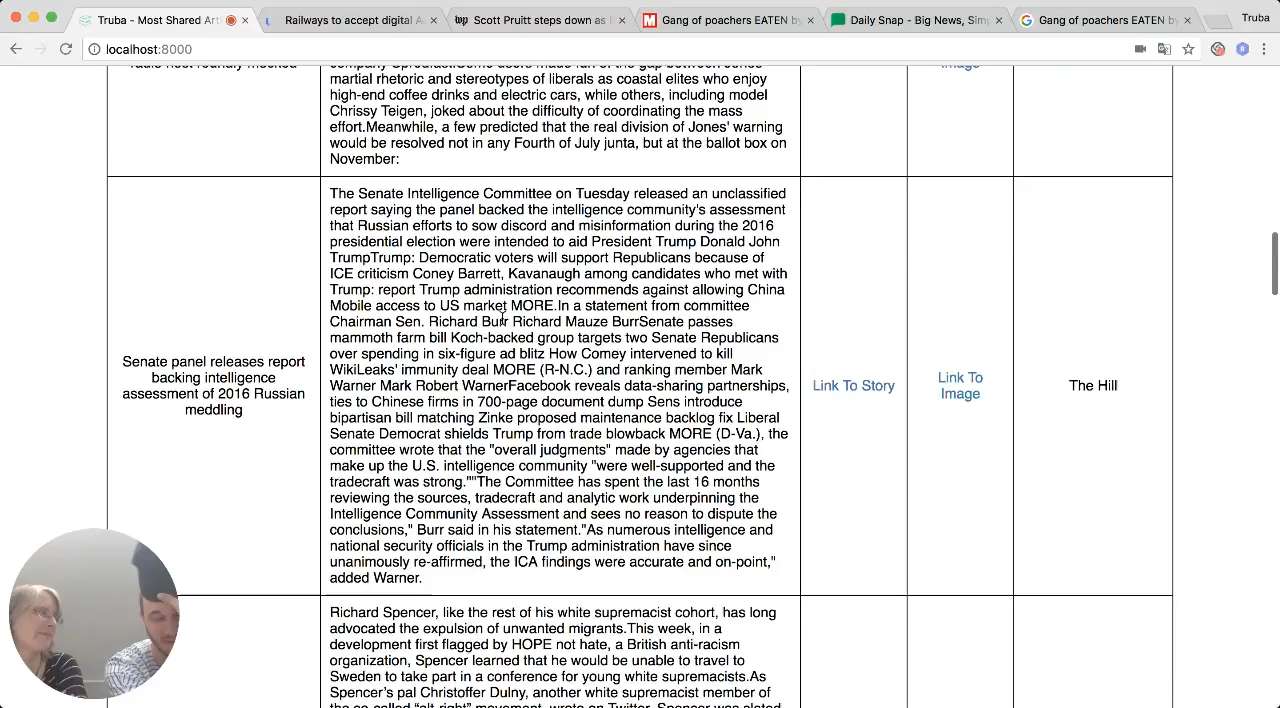 Truba - Most Shared Art
Railways to accept digital A
Scott Pruitt steps down as
Gang of poachers EATEN by
Daily Snap - Big News, Sim
Gang of poachers EATEN by
Truba
localhost:8000
martial rhetoric and stereotypes of liberals as coastal elites who enjoy
high-end coffee drinks and electric cars, while others, including model
Chrissy Teigen, joked about the difficulty of coordinating the mass
effort.Meanwhile, a few predicted that the real division of Jones' warning
would be resolved not in any Fourth of July junta, but at the ballot box on
November:
Senate panel releases report
backing intelligence
assessment of 2016 Russian
meddling
The Senate Intelligence Committee on Tuesday released an unclassified
report saying the panel backed the intelligence community's assessment
that Russian efforts to sow discord and misinformation during the 2016
presidential election were intended to aid President Trump Donald John
TrumpTrump: Democratic voters will support Republicans because of
ICE criticism Coney Barrett, Kavanaugh among candidates who met with
Trump: report Trump administration recommends against allowing China
Mobile access to US market MORE.In a statement from committee
Chairman Sen. Richard Burr Richard Mauze BurrSenate passes
mammoth farm bill Koch-backed group targets two Senate Republicans
over spending in six-figure ad blitz How Comey intervened to kill
WikiLeaks' immunity deal MORE (R-N.C.) and ranking member Mark
Warner Mark Robert WarnerFacebook reveals data-sharing partnerships,
ties to Chinese firms in 700-page document dump Sens introduce
bipartisan bill matching Zinke proposed maintenance backlog fix Liberal
Senate Democrat shields Trump from trade blowback MORE (D-Va.), the
committee wrote that the "overall judgments" made by agencies that
make up the U.S. intelligence community "were well-supported and the
tradecraft was strong.""The Committee has spent the last 16 months
reviewing the sources, tradecraft and analytic work underpinning the
Intelligence Community Assessment and sees no reason to dispute the
conclusions," Burr said in his statement."As numerous intelligence and
national security officials in the Trump administration have since
unanimously re-affirmed, the ICA findings were accurate and on-point,"
added Warner.
Link To Story
Link To
Image
The Hill
Richard Spencer, like the rest of his white supremacist cohort, has long
advocated the expulsion of unwanted migrants.This week, in a
development first flagged by HOPE not hate, a British anti-racism
organization, Spencer learned that he would be unable to travel to
Sweden to take part in a conference for young white supremacists.As
Spencer's pal Christoffer Dulny, another white supremacist member of